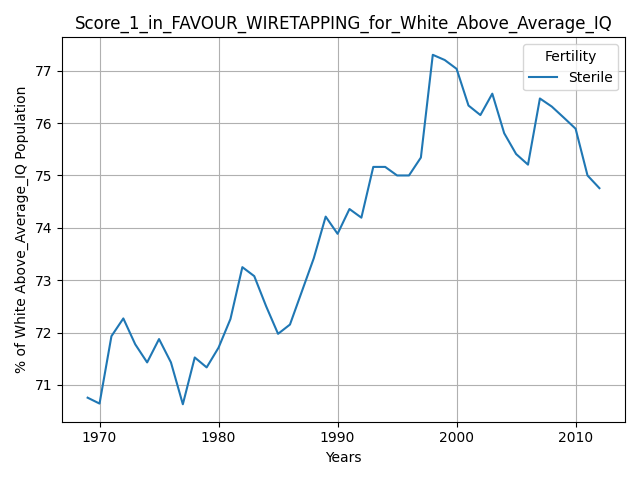 Score_1_in_FAVOUR_WIRETAPPING_for_White_Above_Average_IQ
Fertility
Sterile
% of White Above_Average_IQ Population
77
76
75
74
73
72
71
1970
1980
1990
2000
2010
Years